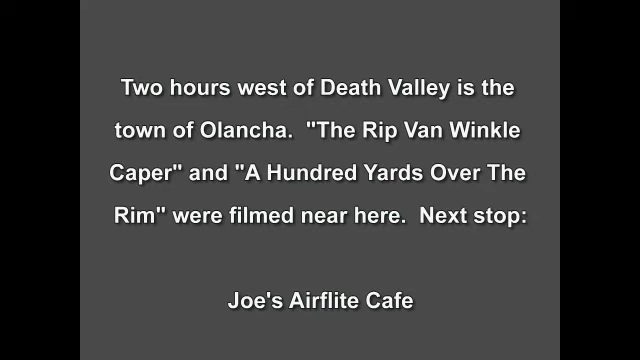 Two hours west of Death Valley is the
town of Olancha.  "The Rip Van Winkle
Caper" and "A Hundred Yards Over The
Rim" were filmed near here.  Next stop:
Joe's Airflite Cafe